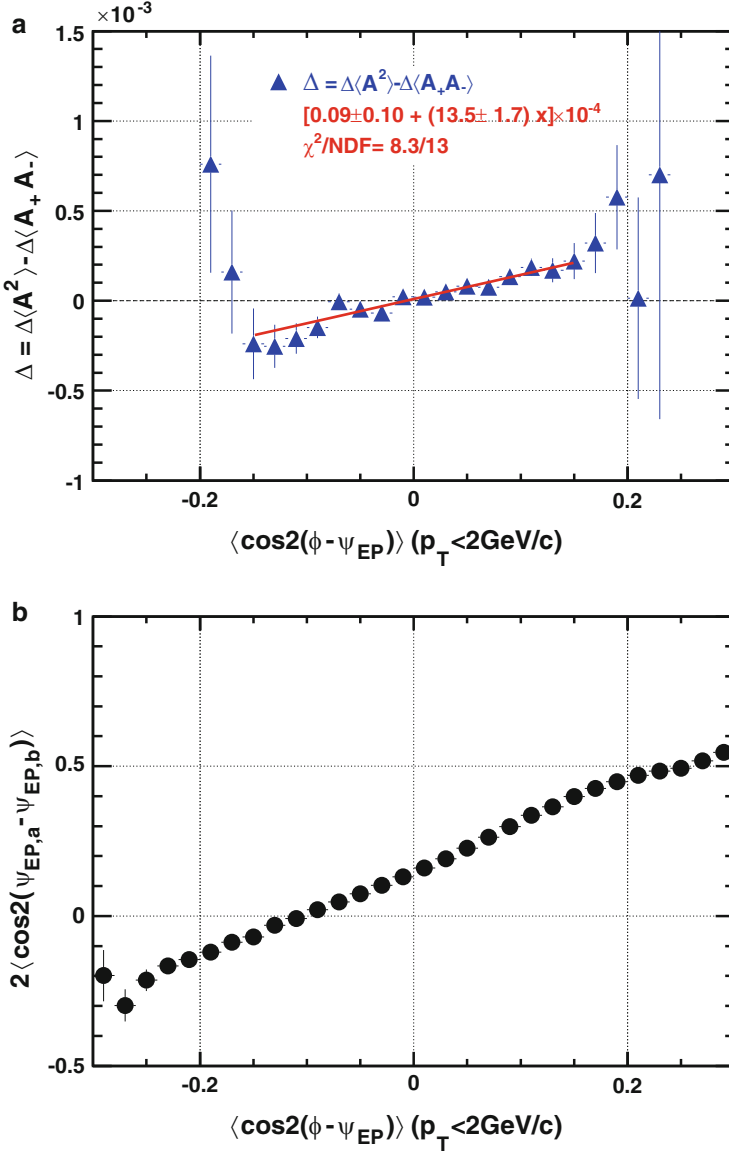 a
×10⁻³
1.5
1
0.5
0
-0.5
-1
Δ = Δ⟨A²⟩-Δ⟨A₊A₋⟩
Δ = Δ⟨A²⟩-Δ⟨A₊A₋⟩
[0.09±0.10 + (13.5± 1.7) x]×10⁻⁴
χ²/NDF= 8.3/13
-0.2
0
0.2
⟨cos2(ϕ-ψ_EP)⟩ (p_T<2GeV/c)
b
1
0.5
0
-0.5
2⟨cos2(ψ_EP,a-ψ_EP,b)⟩
-0.2
0
0.2
⟨cos2(ϕ-ψ_EP)⟩ (p_T<2GeV/c)